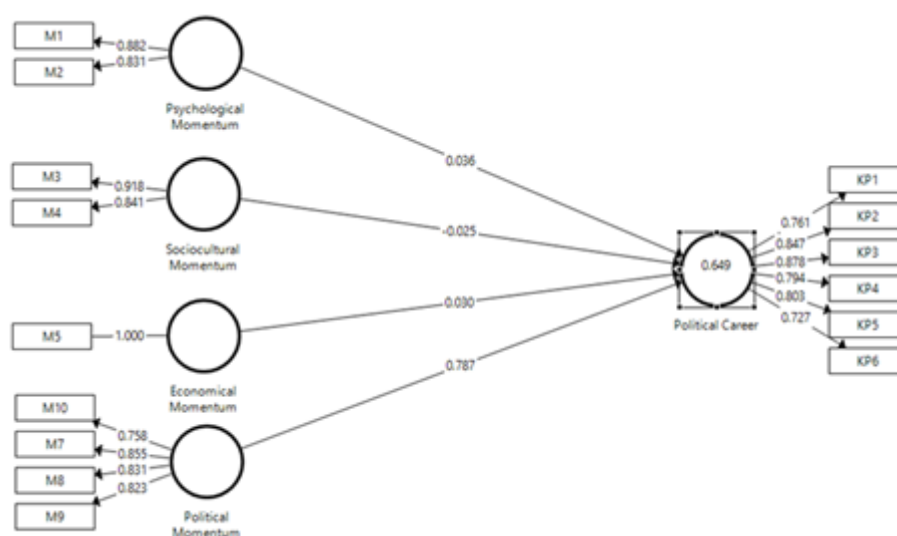 M1
0.882
M2
0.831
Psychological
Momentum
0.036
M3
0.918
M4
0.841
Sociocultural
Momentum
-0.025
M5
1.000
Economical
Momentum
0.030
M10
0.758
M7
0.855
M8
0.831
M9
0.823
Political
Momentum
0.787
0.649
Political Career
KP1
0.761
KP2
0.847
KP3
0.878
KP4
0.794
KP5
0.803
KP6
0.727